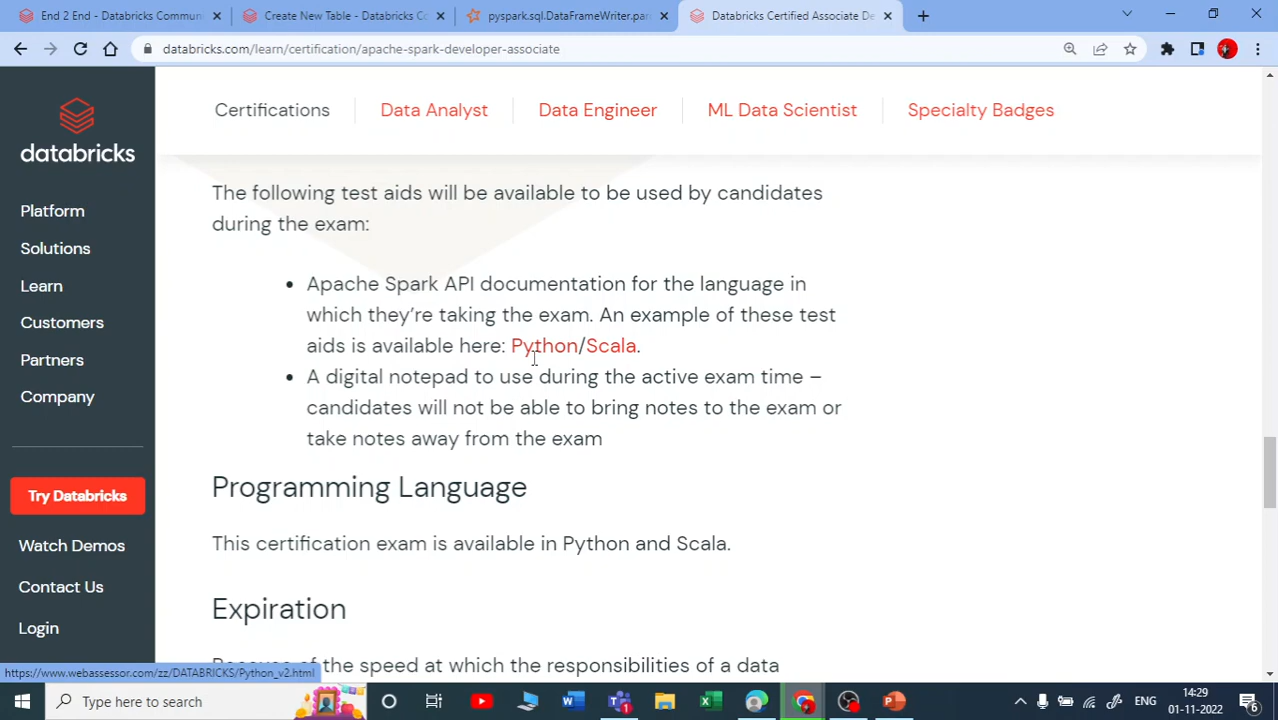 End 2 End - Databricks Commun
Create New Table - Databricks Co
pyspark.sql.DataFrameWriter.par
Databricks Certified Associate De
databricks.com/learn/certification/apache-spark-developer-associate
databricks
Platform
Solutions
Learn
Customers
Partners
Company
Try Databricks
Watch Demos
Contact Us
Login
Certifications
Data Analyst
Data Engineer
ML Data Scientist
Specialty Badges
The following test aids will be available to be used by candidates
during the exam:
• Apache Spark API documentation for the language in
which they’re taking the exam. An example of these test
aids is available here: Python/Scala.
• A digital notepad to use during the active exam time –
candidates will not be able to bring notes to the exam or
take notes away from the exam
Programming Language
This certification exam is available in Python and Scala.
Expiration
Because of the speed at which the responsibilities of a data
https://www.webassessor.com/zz/DATABRICKS/Python_v2.html
Type here to search
ENG
14:29
01-11-2022
6